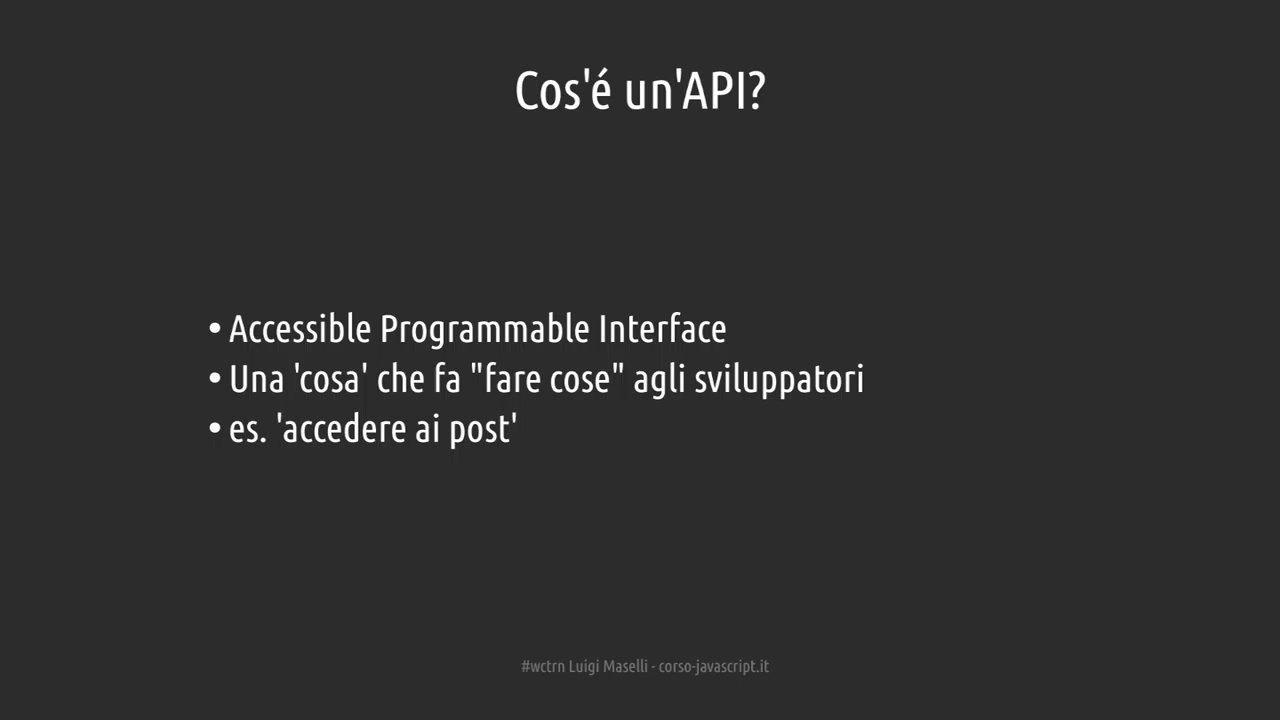 Cos'é un'API?
• Accessible Programmable Interface
• Una 'cosa' che fa "fare cose" agli sviluppatori
• es. 'accedere ai post'
#wctrn Luigi Maselli - corso-javascript.it